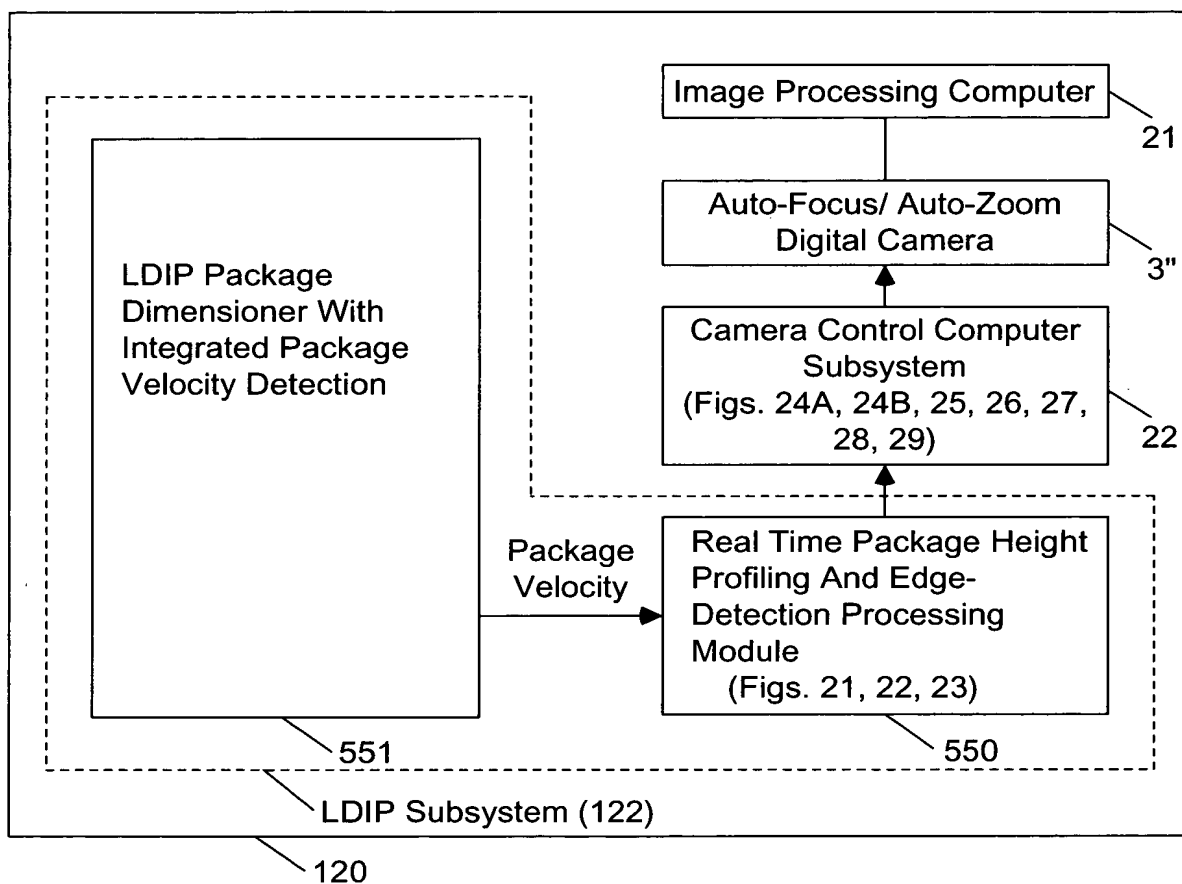 Image Processing Computer
21
Auto-Focus/ Auto-Zoom
Digital Camera
3"
LDIP Package
Dimensioner With
Integrated Package
Velocity Detection
Camera Control Computer
Subsystem
(Figs. 24A, 24B, 25, 26, 27,
28, 29)
22
Package
Velocity
Real Time Package Height
Profiling And Edge-
Detection Processing
Module
(Figs. 21, 22, 23)
551
550
LDIP Subsystem (122)
120